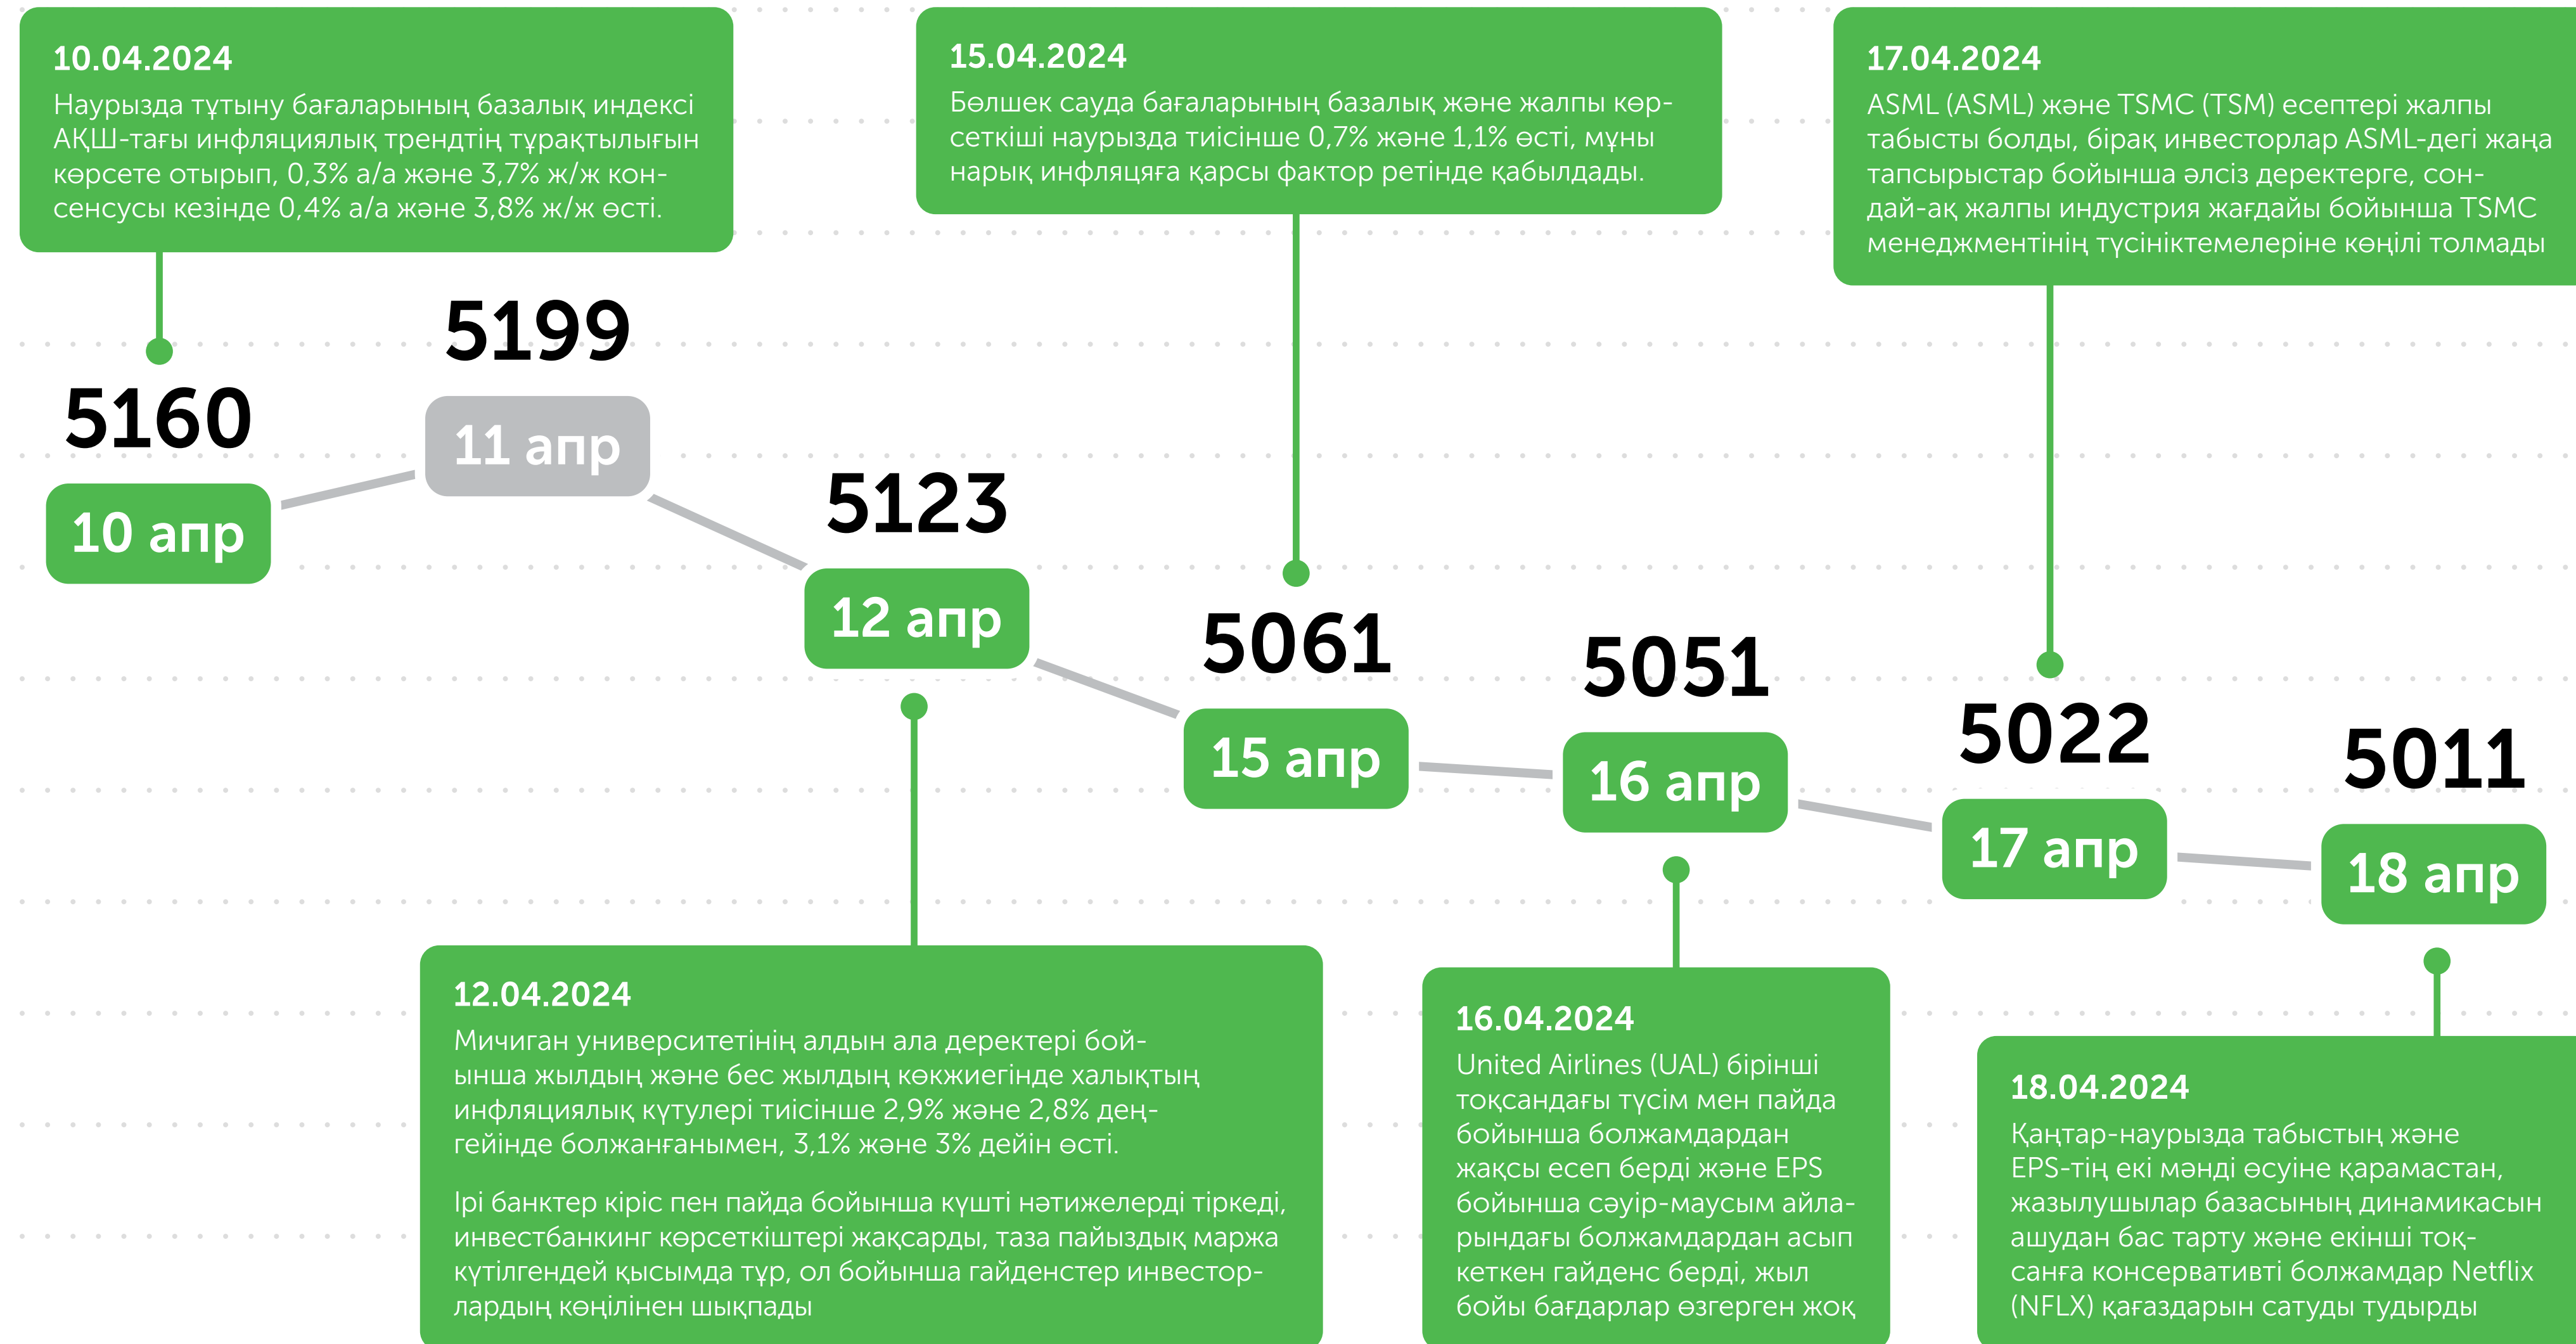 10.04.2024
Наурызда тұтыну бағаларының базалық индексі
АҚШ-тағы инфляциялық трендтің тұрақтылығын
көрсете отырып, 0,3% а/а және 3,7% ж/ж кон-
сенсусы кезінде 0,4% а/а және 3,8% ж/ж өсті.
15.04.2024
Бөлшек сауда бағаларының базалық және жалпы көр-
сеткіші наурызда тиісінше 0,7% және 1,1% өсті, мұны
нарық инфляцяға қарсы фактор ретінде қабылдады.
17.04.2024
ASML (ASML) және TSMC (TSM) есептері жалпы
табысты болды, бірақ инвесторлар ASML-дегі жаңа
тапсырыстар бойынша әлсіз деректерге, сон-
дай-ақ жалпы индустрия жағдайы бойынша TSMC
менеджментінің түсініктемелеріне көңілі толмады
5160
10 апр
5199
11 апр
5123
12 апр
5061
15 апр
5051
16 апр
5022
17 апр
5011
18 апр
12.04.2024
Мичиган университетінің алдын ала деректері бой-
ынша жылдың және бес жылдың көкжиегінде халықтың
инфляциялық күтулері тиісінше 2,9% және 2,8% дең-
гейінде болжанғанымен, 3,1% және 3% дейін өсті.
Ірі банктер кіріс пен пайда бойынша күшті нәтижелерді тіркеді,
инвестбанкинг көрсеткіштері жақсарды, таза пайыздық маржа
күтілгендей қысымда тұр, ол бойынша гайденстер инвестор-
лардың көңілінен шықпады
16.04.2024
United Airlines (UAL) бірінші
тоқсандағы түсім мен пайда
бойынша болжамдардан
жақсы есеп берді және EPS
бойынша сәуір-маусым айла-
рындағы болжамдардан асып
кеткен гайденс берді, жыл
бойы бағдарлар өзгерген жоқ
18.04.2024
Қаңтар-наурызда табыстың және
EPS-тің екі мәнді өсуіне қарамастан,
жазылушылар базасының динамикасын
ашудан бас тарту және екінші тоқ-
санға консервативті болжамдар Netflix
(NFLX) қағаздарын сатуды тудырды